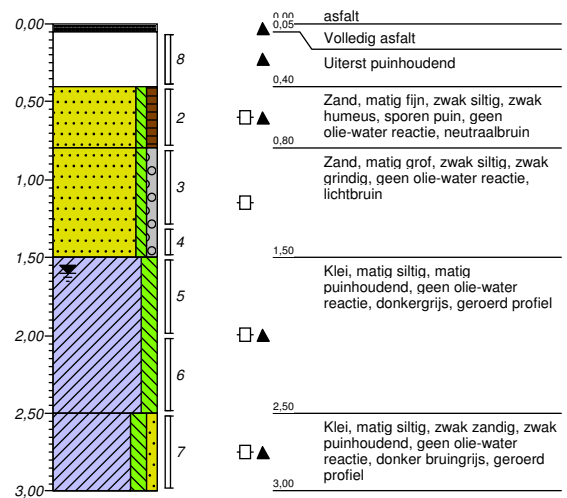 0,00
0,50
1,00
1,50
2,00
2,50
3,00
8
2
3
4
5
6
7
0,00
asfalt
0,05
Volledig asfalt
Uiterst puinhoudend
0,40
Zand, matig fijn, zwak siltig, zwak
humeus, sporen puin, geen
olie-water reactie, neutraalbruin
0,80
Zand, matig grof, zwak siltig, zwak
grindig, geen olie-water reactie,
lichtbruin
1,50
Klei, matig siltig, matig
puinhoudend, geen olie-water
reactie, donkergrijs, geroerd profiel
2,50
Klei, matig siltig, zwak zandig, zwak
puinhoudend, geen olie-water
reactie, donker bruingrijs, geroerd
profiel
3,00